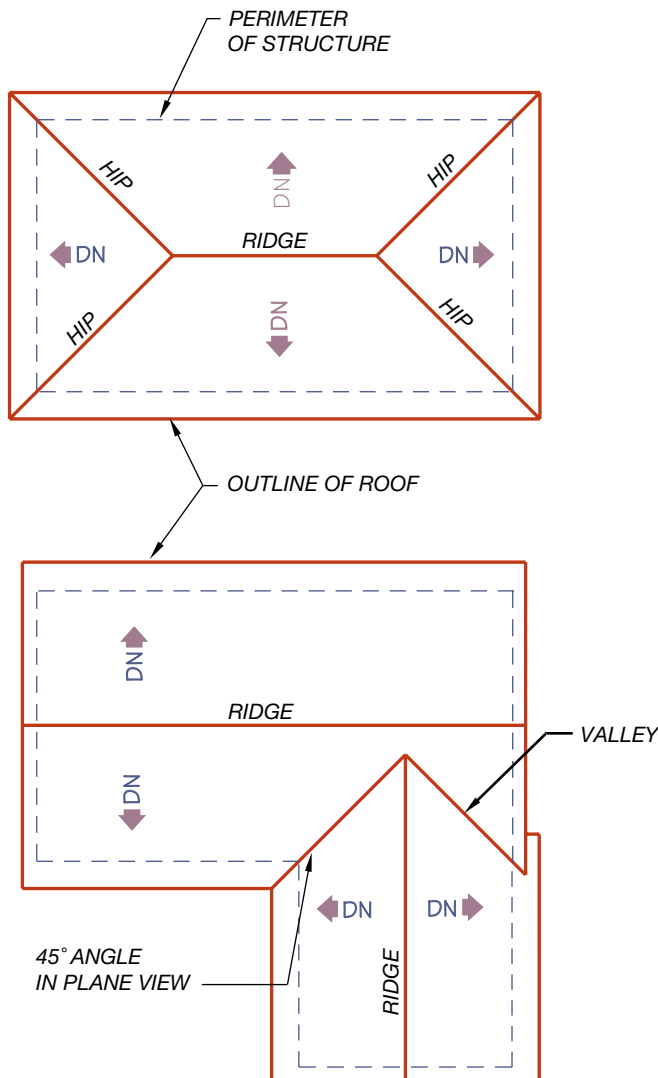 PERIMETER
OF STRUCTURE
HIP
HIP
DN
RIDGE
DN
DN
DN
HIP
HIP
OUTLINE OF ROOF
DN
RIDGE
VALLEY
DN
DN
DN
45° ANGLE
IN PLANE VIEW
RIDGE